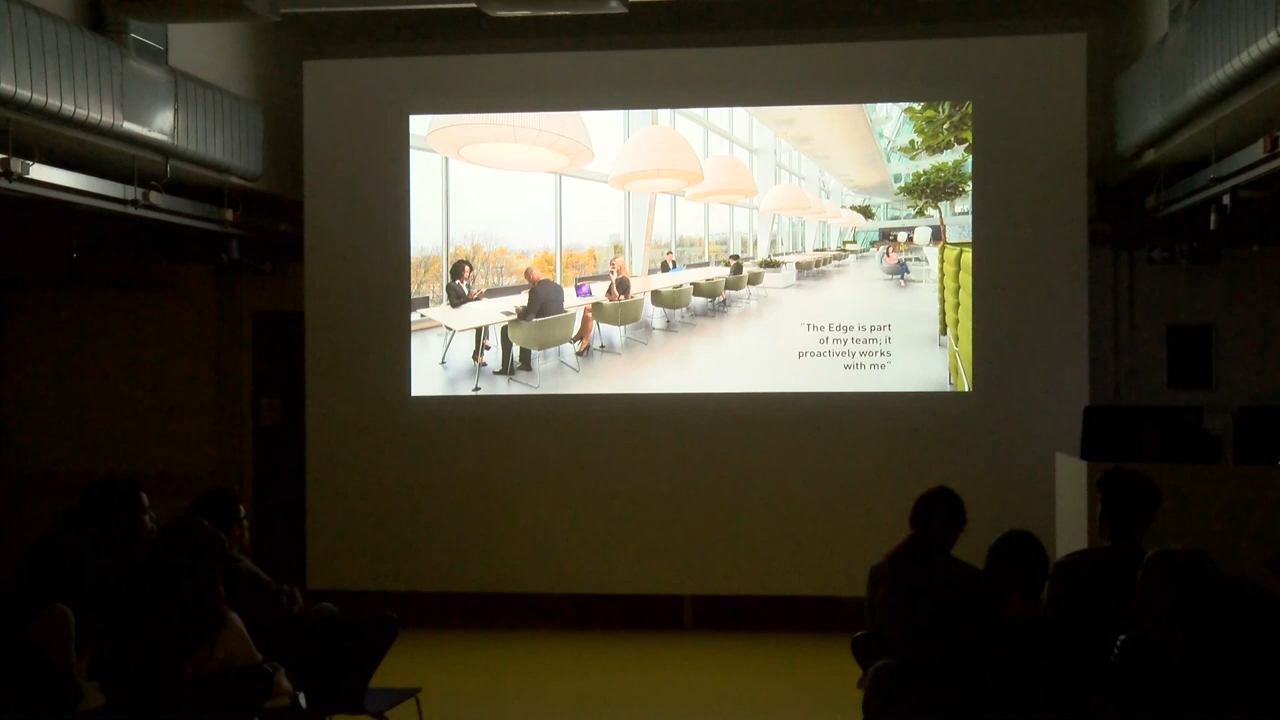 “The Edge is part
of my team; it
proactively works
with me”